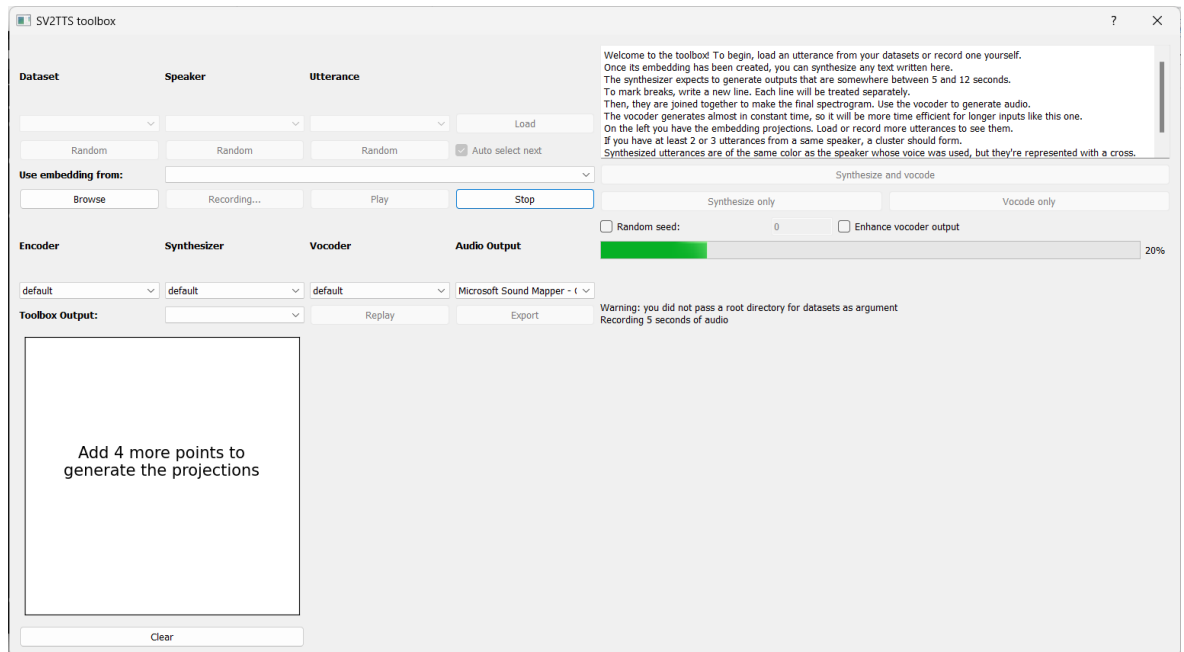 SV2TTS toolbox
?
Dataset
Speaker
Utterance
Load
Random
Random
Random
Auto select next
Use embedding from:
Browse
Recording...
Play
Stop
Encoder
Synthesizer
Vocoder
Audio Output
default
default
default
Microsoft Sound Mapper - 
Toolbox Output:
Replay
Export
Add 4 more points to
generate the projections
Clear
Welcome to the toolbox! To begin, load an utterance from your datasets or record one yourself.
Once its embedding has been created, you can synthesize any text written here.
The synthesizer expects to generate outputs that are somewhere between 5 and 12 seconds.
To mark breaks, write a new line. Each line will be treated separately.
Then, they are joined together to make the final spectrogram. Use the vocoder to generate audio.
The vocoder generates almost in constant time, so it will be more time efficient for longer inputs like this one.
On the left you have the embedding projections. Load or record more utterances to see them.
If you have at least 2 or 3 utterances from a same speaker, a cluster should form.
Synthesized utterances are of the same color as the speaker whose voice was used, but they're represented with a cross.
Synthesize and vocode
Synthesize only
Vocode only
Random seed:
0
Enhance vocoder output
20%
Warning: you did not pass a root directory for datasets as argument
Recording 5 seconds of audio